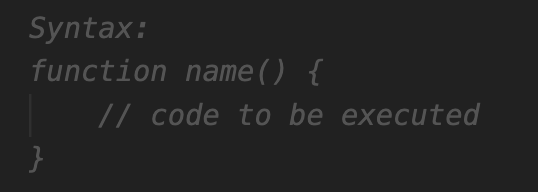 Syntax:
function name() {
    // code to be executed
}